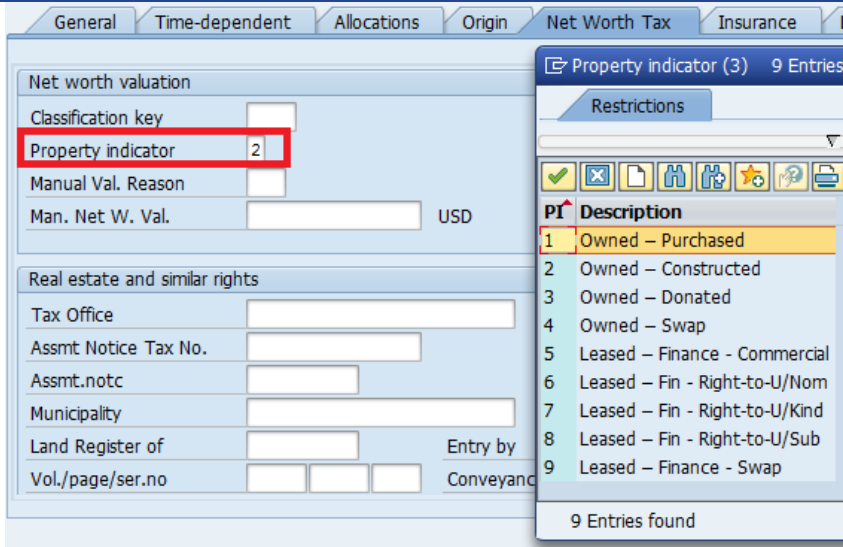 General Time-dependent Allocations Origin Net Worth Tax Insurance
Net worth valuation
Classification key
Property indicator 2
Manual Val. Reason
Man. Net W. Val. USD
Real estate and similar rights
Tax Office
Assmt Notice Tax No.
Assmt.notc
Municipality
Land Register of Entry by
Vol./page/ser.no Conveyanc
Property indicator (3) 9 Entries
Restrictions
PI Description
1 Owned – Purchased
2 Owned – Constructed
3 Owned – Donated
4 Owned – Swap
5 Leased – Finance - Commercial
6 Leased – Fin - Right-to-U/Nom
7 Leased – Fin - Right-to-U/Kind
8 Leased – Fin - Right-to-U/Sub
9 Leased – Finance - Swap
9 Entries found